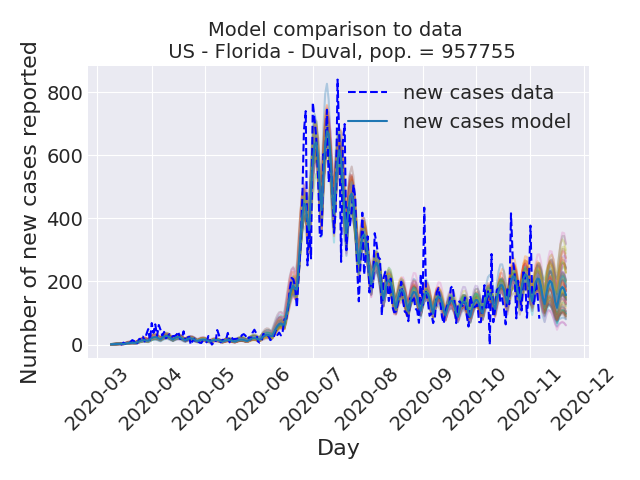 Model comparison to data
US - Florida - Duval, pop. = 957755
Number of new cases reported
800
600
400
200
0
new cases data
new cases model
2020-03
2020-04
2020-05
2020-06
2020-07
2020-08
2020-09
2020-10
2020-11
2020-12
Day